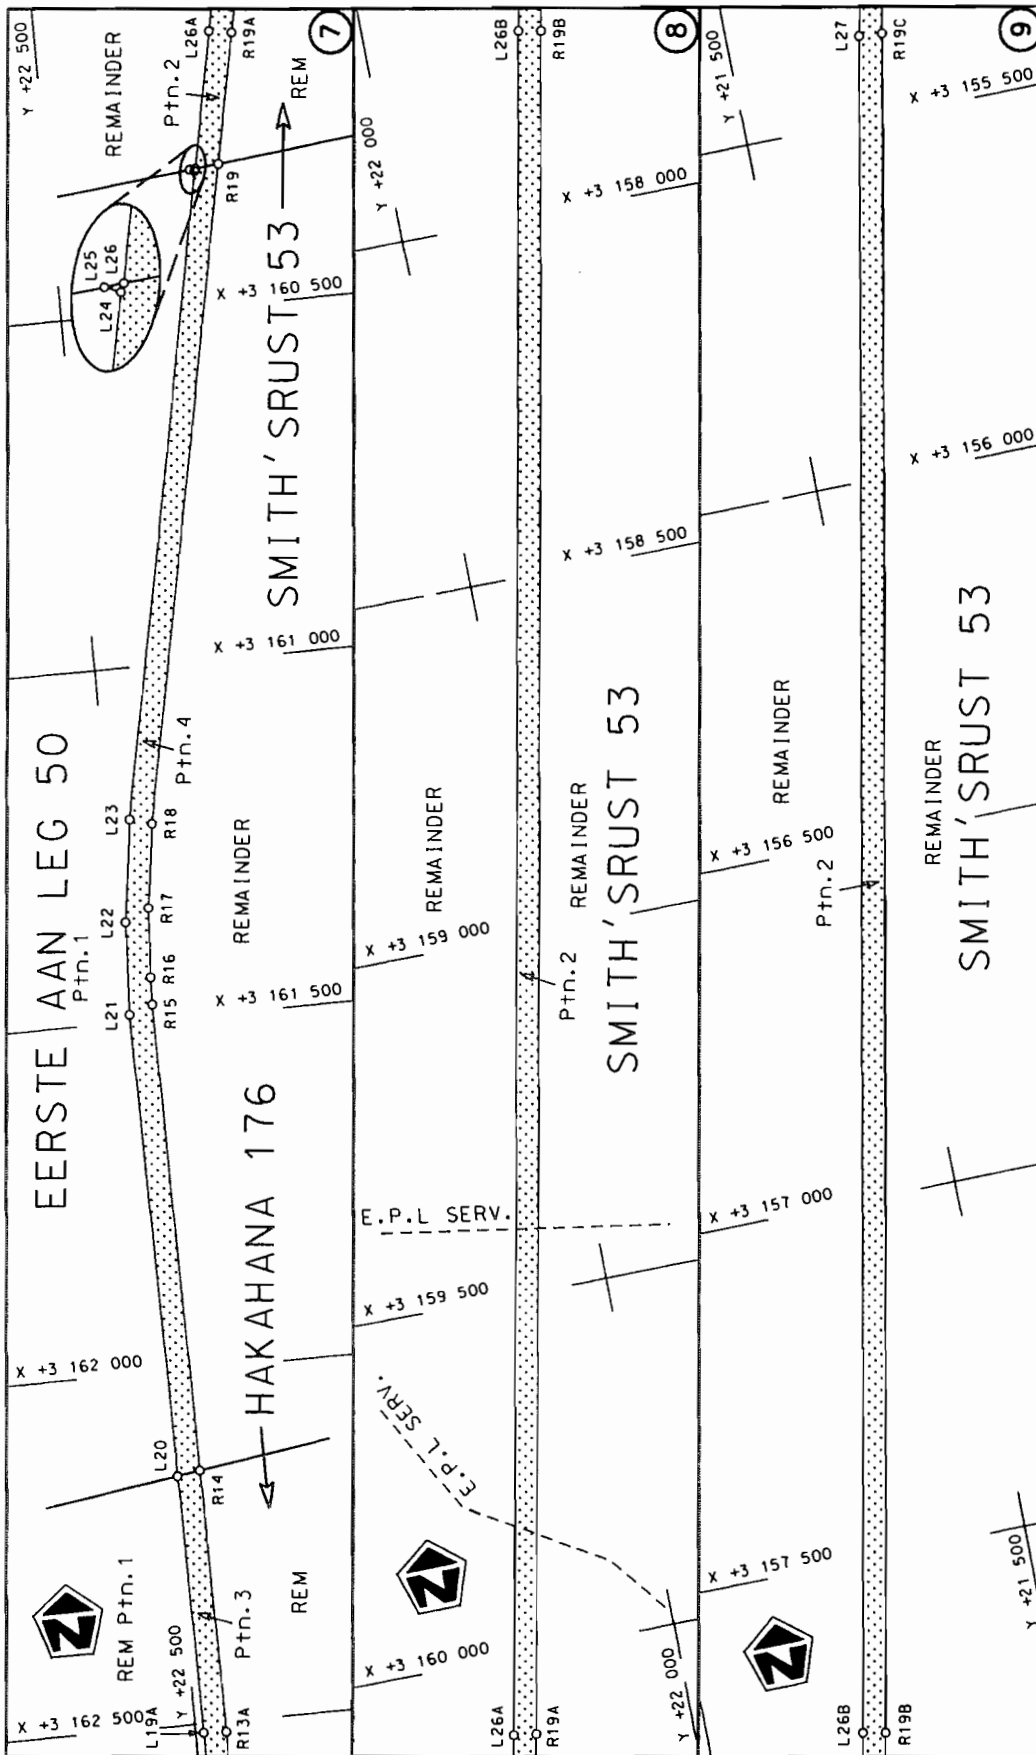 Y +22 500
REMAINDER
Ptn.2
L26A
R19A
7
REM
L25
L26
L24
R19
SMITH'SRUST 53
X +3 160 500
X +3 161 000
EERSTE AAN LEG 50
Ptn.1
L23
R18
Ptn.4
L22
R17
L21
R16
R15
REMAINDER
X +3 161 500
HAKAHANA 176
X +3 162 000
L20
R14
N
REM Ptn.1
Ptn.3
REM
Y +22 500
X +3 162 500
L19A
R13A
L26B
R19B
8
Y +22 000
X +3 158 000
X +3 158 500
REMAINDER
REMAINDER
X +3 159 000
Ptn.2
SMITH'SRUST 53
E.P.L SERV.
X +3 159 500
E.P.L SERV.
N
X +3 160 000
Y +22 000
L26A
R19A
L27
R19C
9
Y +21 500
X +3 155 500
X +3 156 000
REMAINDER
X +3 156 500
Ptn.2
REMAINDER
SMITH'SRUST 53
X +3 157 000
X +3 157 500
N
Y +21 500
L26B
R19B